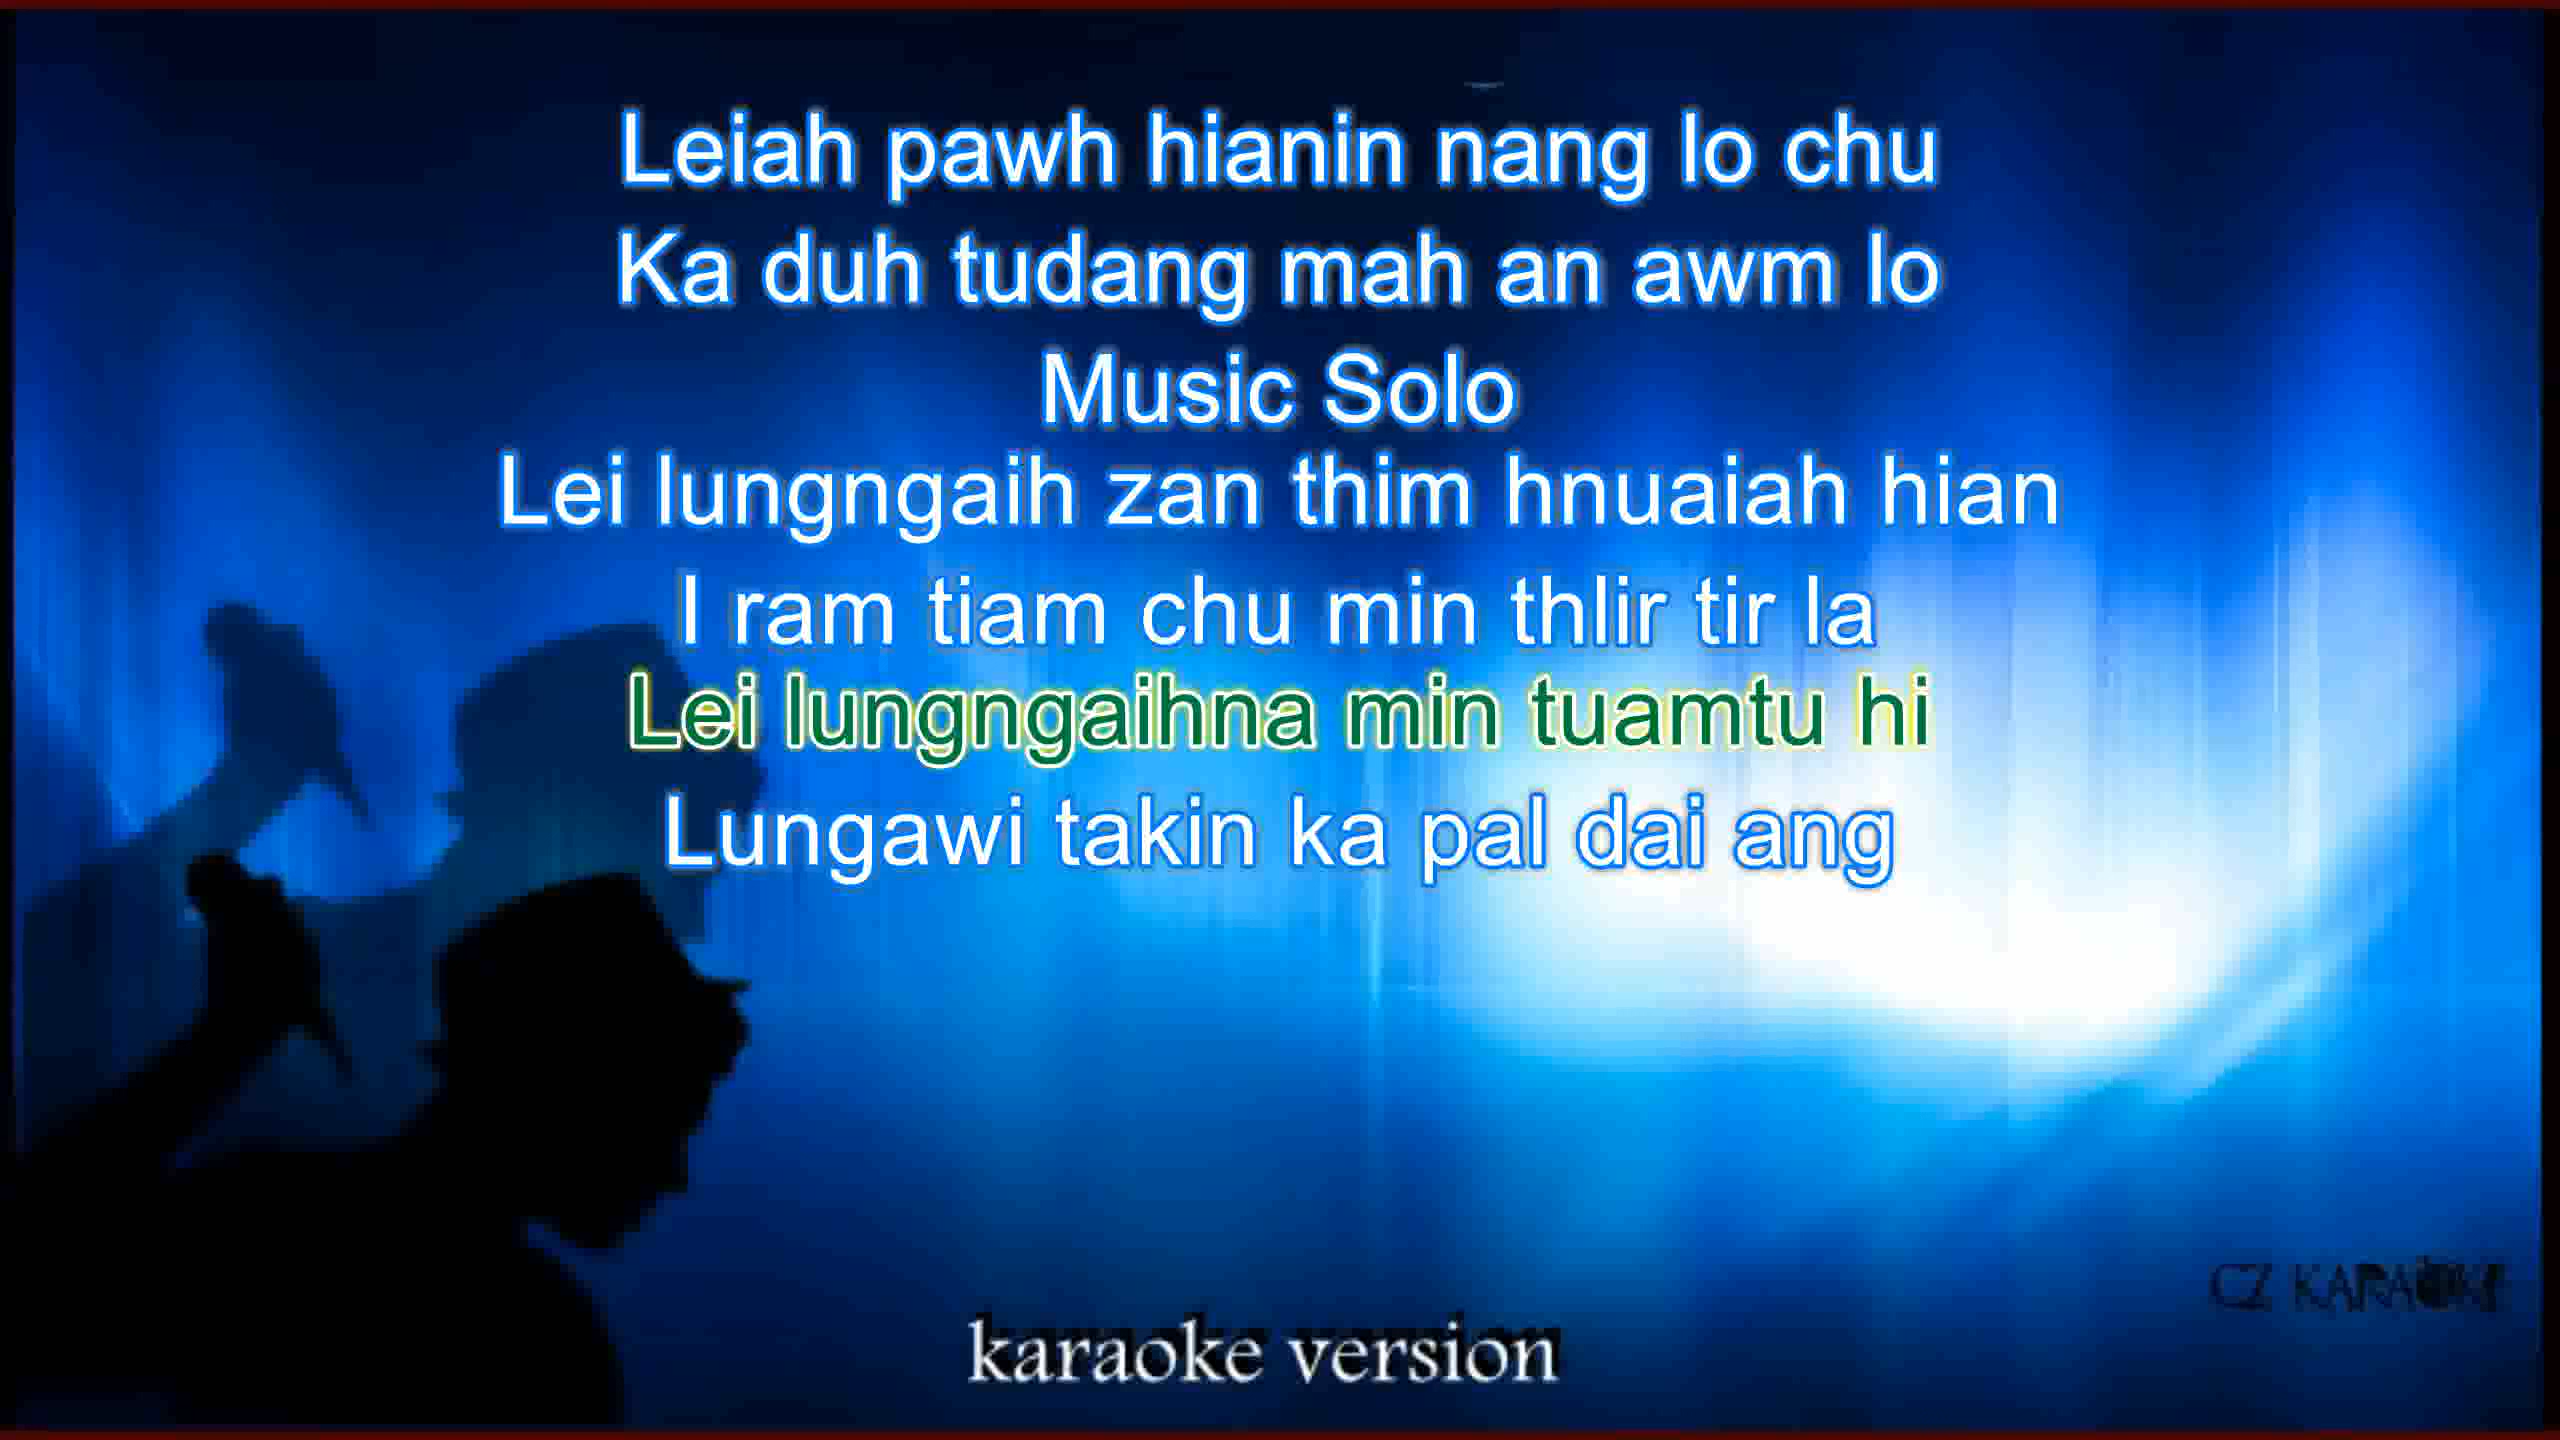 Leiah pawh hianin nang lo chu
Ka duh tudang mah an awm lo
Music Solo
Lei lungngaih zan thim hnuaiah hian
I ram tiam chu min thlir tir la
Lei lungngaihna min tuamtu hi
Lungawi takin ka pal dai ang
CZ KARAOKE
karaoke version